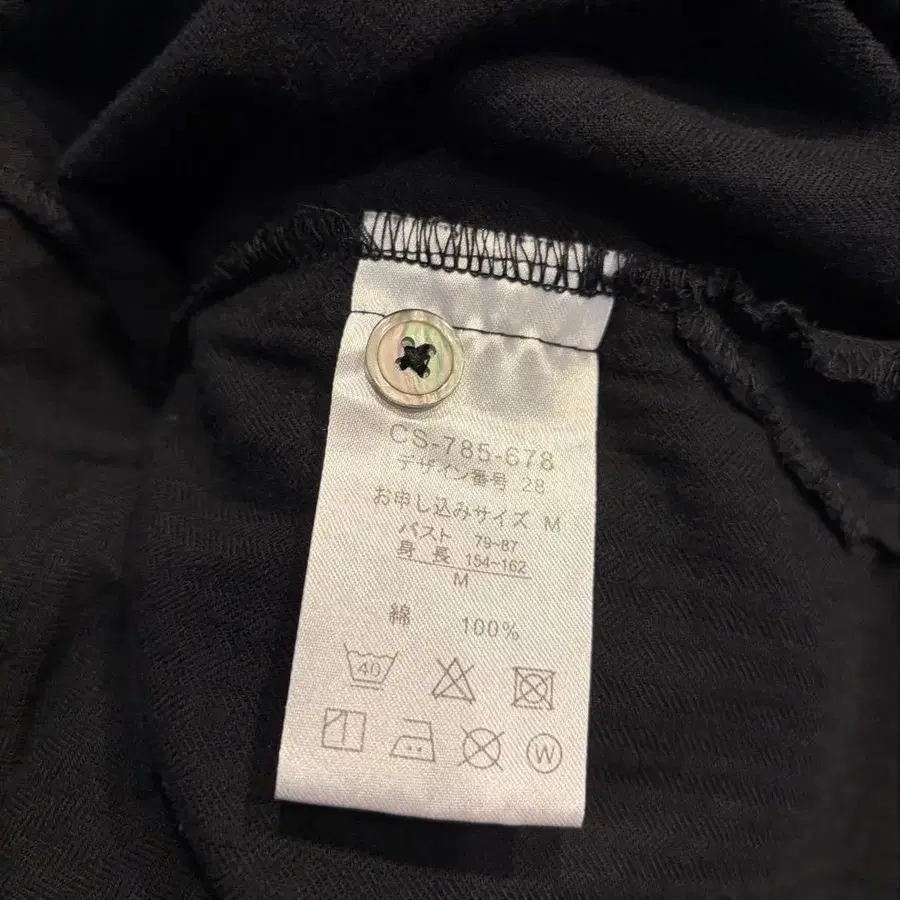 CS-785-678
デザイン番号 28
お申し込みサイズ M
バスト 79~87
身長 154~162
M
綿 100%
40
W